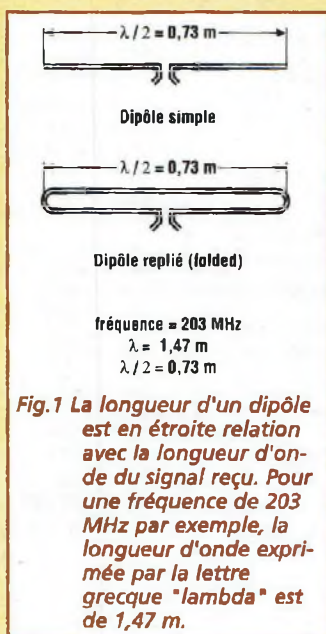 λ/2 = 0,73 m
Dipôle simple
λ/2 = 0,73 m
Dipôle replié (folded)
fréquence = 203 MHz
λ = 1,47 m
λ/2 = 0,73 m
Fig.1 La longueur d'un dipôle
est en étroite relation
avec la longueur d'on-
de du signal reçu. Pour
une fréquence de 203
MHz par exemple, la
longueur d'onde expri-
mée par la lettre
grecque "lambda" est
de 1,47 m.